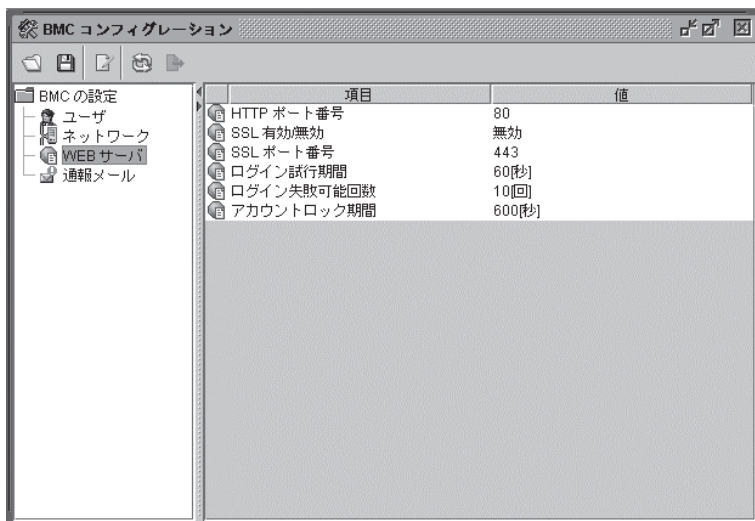 BMC コンフィグレーション
BMC の設定
ユーザ
ネットワーク
WEB サーバ
通報メール
項目 値
HTTP ポート番号 80
SSL 有効/無効 無効
SSL ポート番号 443
ログイン試行期間 60[秒]
ログイン失敗可能回数 10[回]
アカウントロック期間 600[秒]